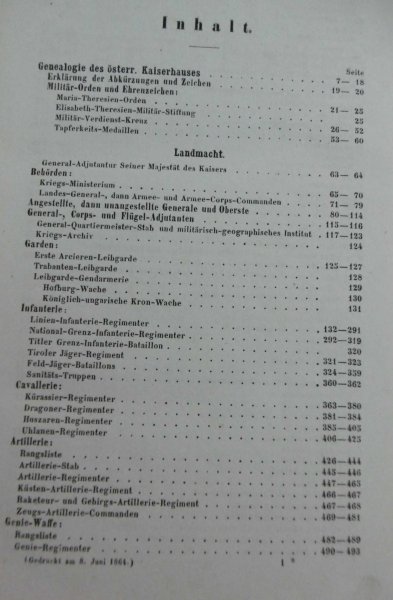 Inhalt.
Seite
Genealogie des österr. Kaiserhauses . . . . . . 7—18
Erklärung der Abkürzungen und Zeichen . . . . . . 19—20
Militär-Orden und Ehrenzeichen:
Maria-Theresien-Orden . . . . . . 21—25
Elisabeth-Theresien-Militär-Stiftung . . . . . . 25
Militär-Verdienst-Kreuz . . . . . . 26—52
Tapferkeits-Medaillen . . . . . . 53—60
Landmacht.
General-Adjutantur Seiner Majestät des Kaisers . . . . . . 63—64
Behörden:
Kriegs-Ministerium . . . . . . 65—70
Landes-General-, dann Armee- und Armee-Corps-Commanden . . . . . . 71—79
Angestellte, dann unangestellte Generale und Oberste . . . . . . 80—114
General-, Corps- und Flügel-Adjutanten . . . . . . 115—116
General-Quartiermeister-Stab und militärisch-geographisches Institut . 117—123
Kriegs-Archiv . . . . . . 124
Garden:
Erste Arcieren-Leibgarde . . . . . . 125—127
Trabanten-Leibgarde . . . . . . 128
Leibgarde-Gendarmerie . . . . . . 129
Hofburg-Wache . . . . . . 130
Königlich-ungarische Kron-Wache . . . . . . 131
Infanterie:
Linien-Infanterie-Regimenter . . . . . . 132—291
National-Grenz-Infanterie-Regimenter . . . . . . 292—319
Titler Grenz-Infanterie-Bataillon . . . . . . 320
Tiroler Jäger-Regiment . . . . . . 321—323
Feld-Jäger-Bataillons . . . . . . 324—359
Sanitäts-Truppen . . . . . . 360—362
Cavallerie:
Kürassier-Regimenter . . . . . . 363—380
Dragoner-Regimenter . . . . . . 381—384
Huszaren-Regimenter . . . . . . 385—405
Uhlanen-Regimenter . . . . . . 406—425
Artillerie:
Rangsliste . . . . . . 426—444
Artillerie-Stab . . . . . . 445—446
Artillerie-Regimenter . . . . . . 447—465
Küsten-Artillerie-Regiment . . . . . . 466—467
Raketeur- und Gebirgs-Artillerie-Regiment . . . . . . 467—468
Zeugs-Artillerie-Commanden . . . . . . 469—481
Genie-Waffe:
Rangsliste . . . . . . 482—489
Genie-Regimenter . . . . . . 490—493
(Gedruckt am 8. Juni 1864.) 1 *